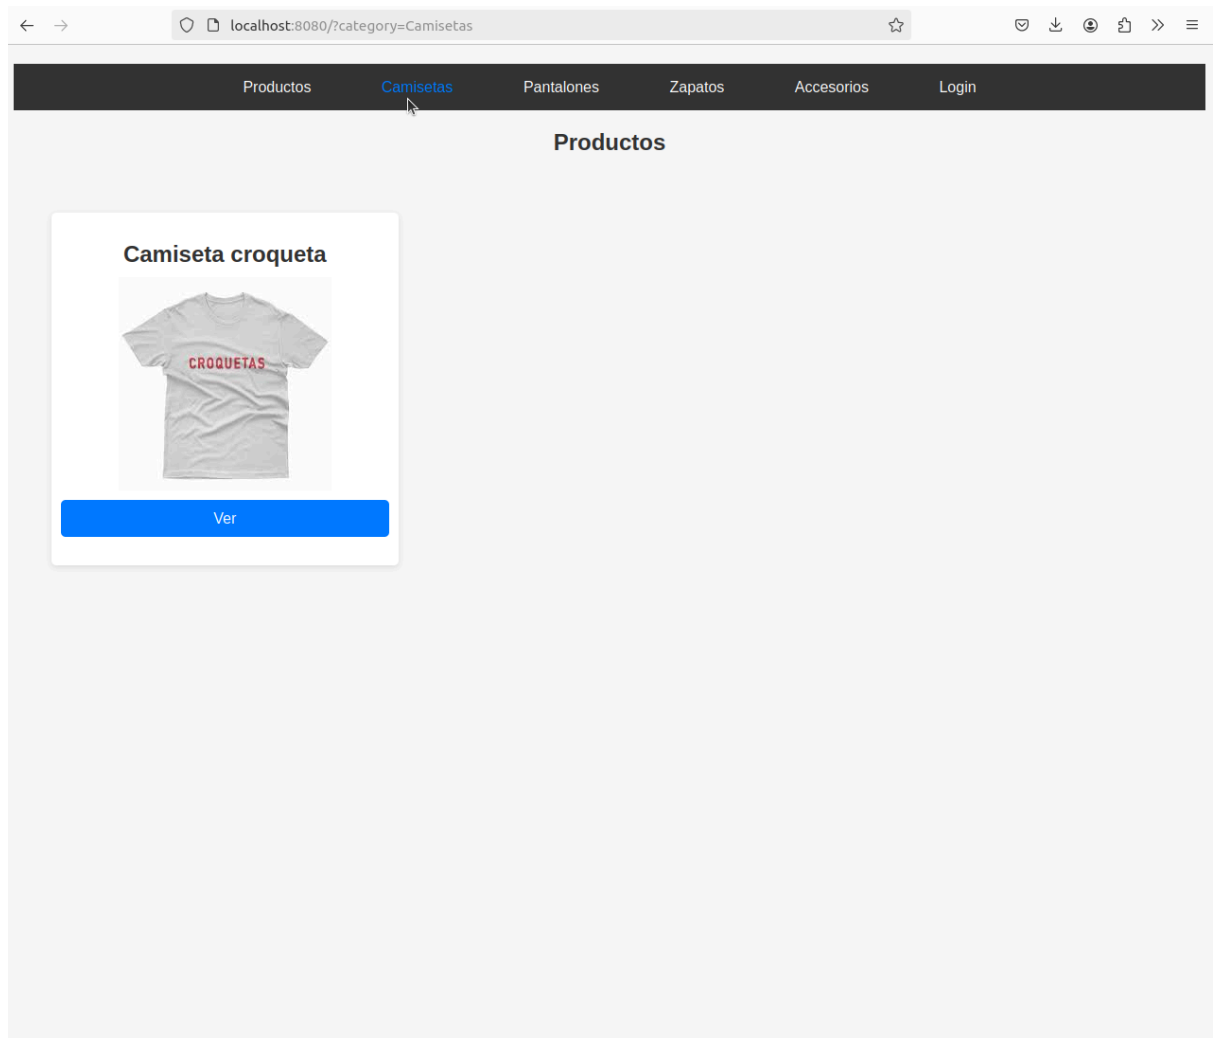 localhost:8080/?category=Camisetas
Productos Camisetas Pantalones Zapatos Accesorios Login
Productos
Camiseta croqueta
CROQUETAS
Ver